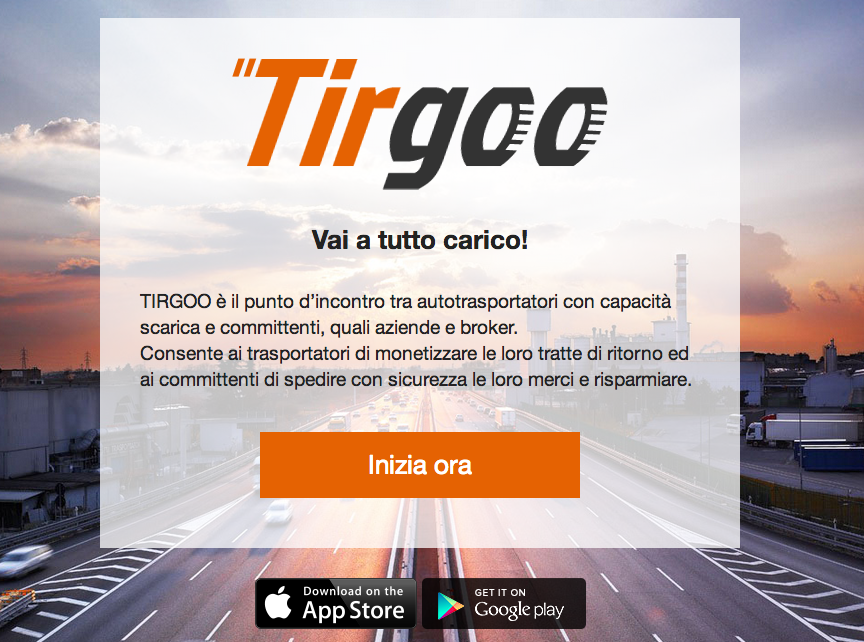 Tirgoo
Vai a tutto carico!
TIRGOO è il punto d’incontro tra autotrasportatori con capacità
scarica e committenti, quali aziende e broker.
Consente ai trasportatori di monetizzare le loro tratte di ritorno ed
ai committenti di spedire con sicurezza le loro merci e risparmiare.
Inizia ora
Download on the
App Store
GET IT ON
Google play